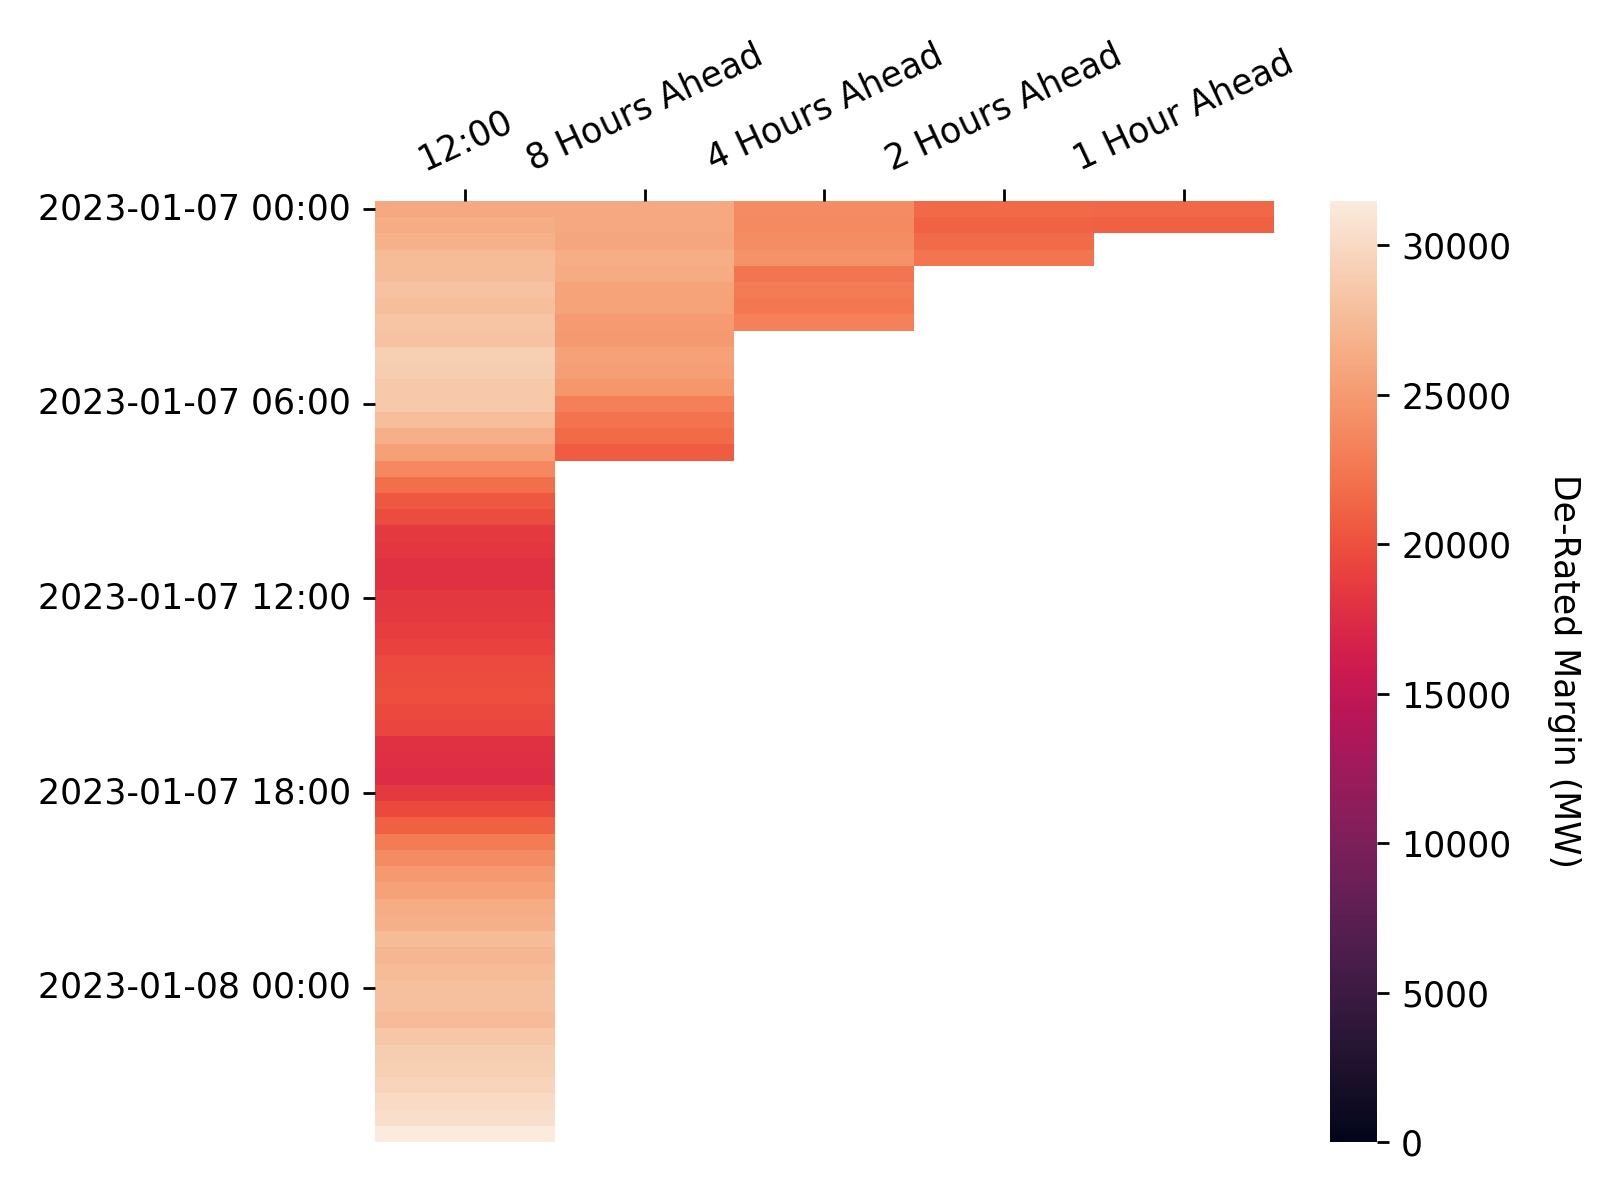 12:00
8 Hours Ahead
4 Hours Ahead
2 Hours Ahead
1 Hour Ahead
2023-01-07 00:00
2023-01-07 06:00
2023-01-07 12:00
2023-01-07 18:00
2023-01-08 00:00
30000
25000
20000
15000
10000
5000
0
De-Rated Margin (MW)